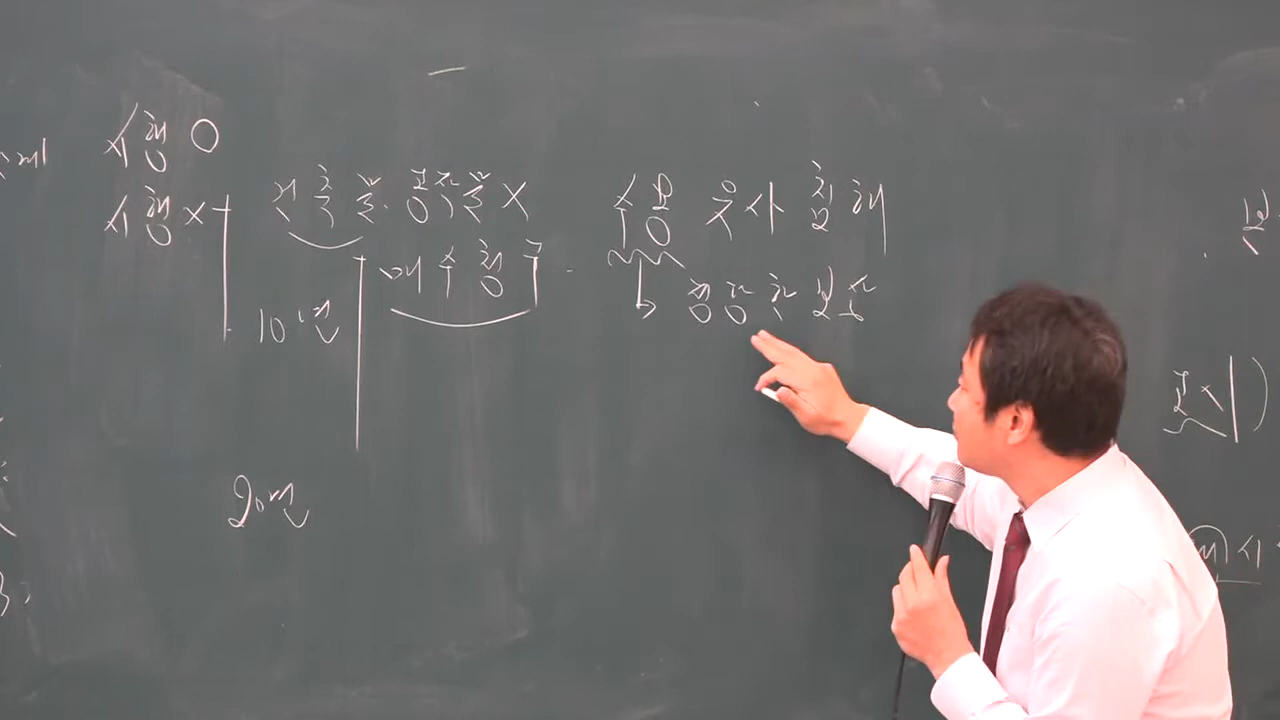 시행 O
시행 X
건축물. 공작물 X
수용 유사 침해
매수청구
10년
정당한 보상
20년